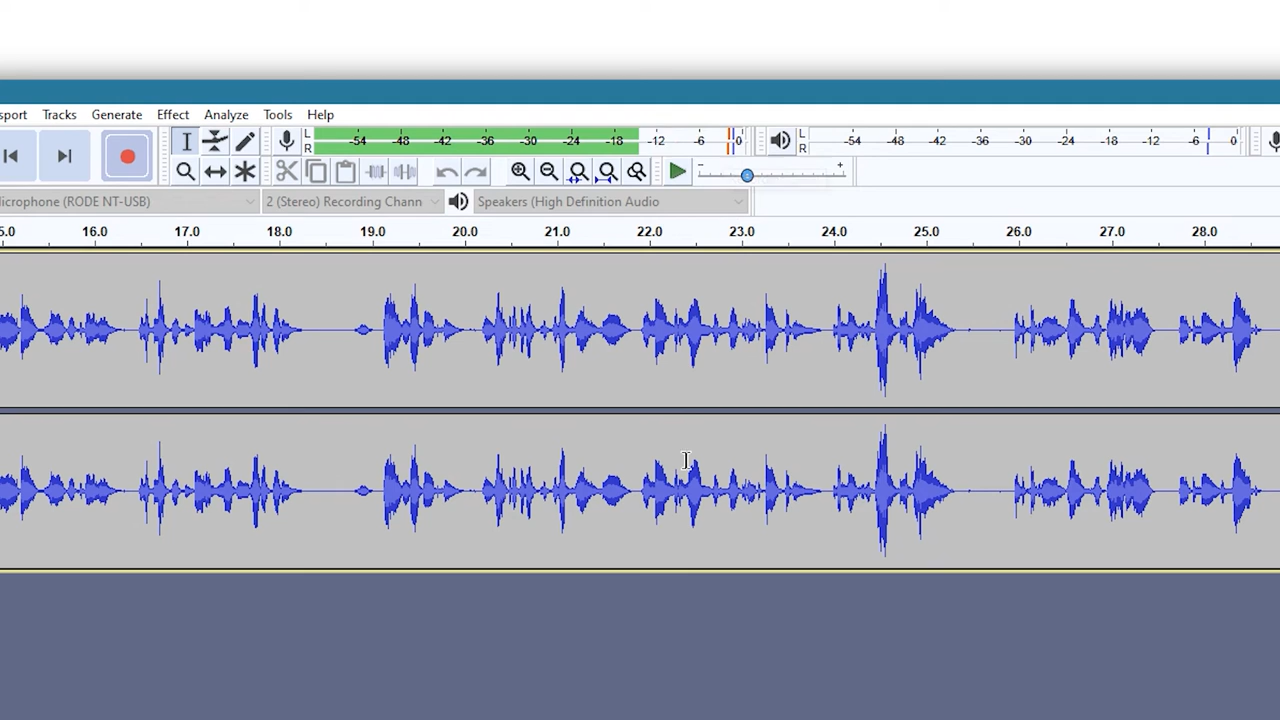 sport Tracks Generate Effect Analyze Tools Help
L -54 -48 -42 -36 -30 -24 -18 -12 -6 0 L -54 -48 -42 -36 -30 -24 -18 -12 -6 0
R R
- +
Microphone (RODE NT-USB) 2 (Stereo) Recording Chann Speakers (High Definition Audio
5.0 16.0 17.0 18.0 19.0 20.0 21.0 22.0 23.0 24.0 25.0 26.0 27.0 28.0